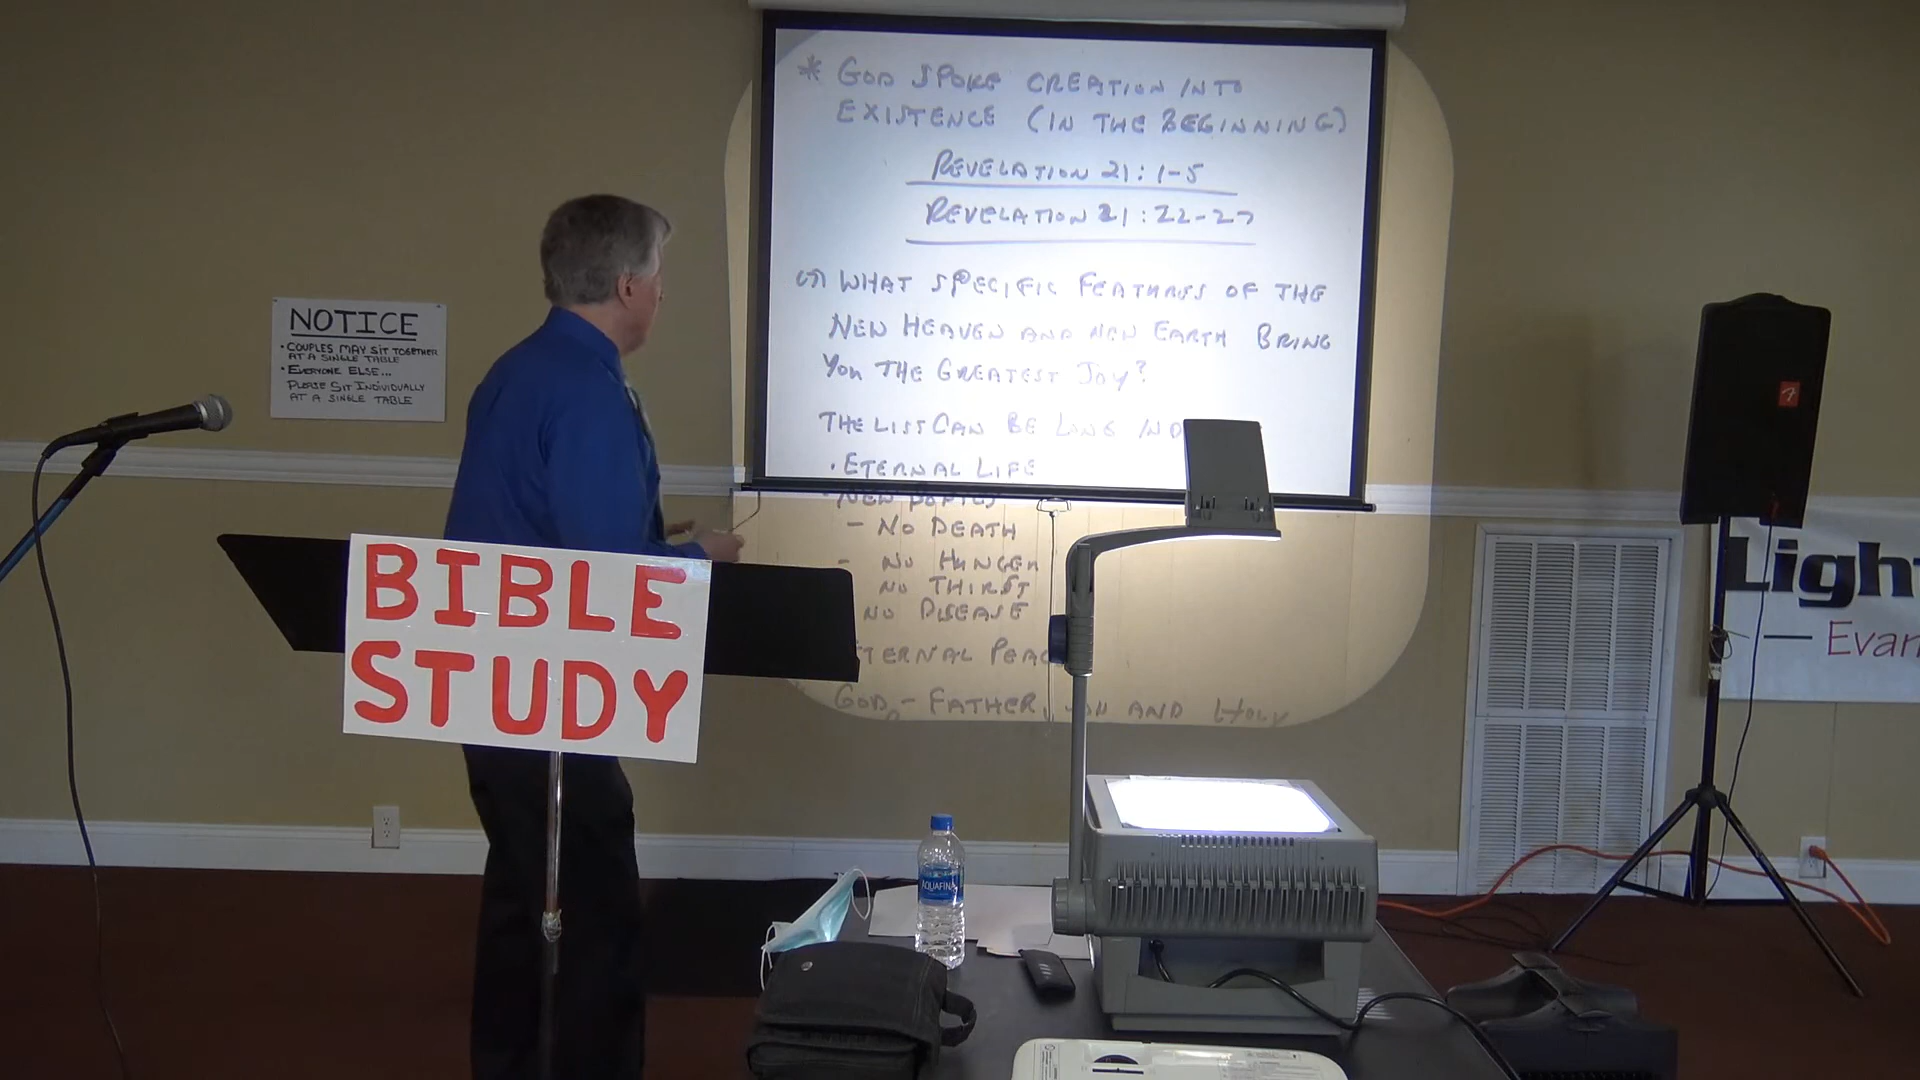 * GOD SPOKE CREATION INTO
EXISTENCE (IN THE BEGINNING)
REVELATION 21:1-5
REVELATION 21:22-27
WHAT SPECIFIC FEATURES OF THE
NEW HEAVEN AND NEW EARTH BRING
YOU THE GREATEST JOY?
THE LIST CAN BE LONG
• ETERNAL LIFE
• NEW BODIES
- NO DEATH
- NO HUNGER
NO THIRST
NO DISEASE
ETERNAL PEACE
GOD - FATHER, SON AND HOLY
NOTICE
• COUPLES MAY SIT TOGETHER
AT A SINGLE TABLE
• EVERYONE ELSE...
PLEASE SIT INDIVIDUALLY
AT A SINGLE TABLE
BIBLE
STUDY
Ligh
— Evan
AQUAFINA